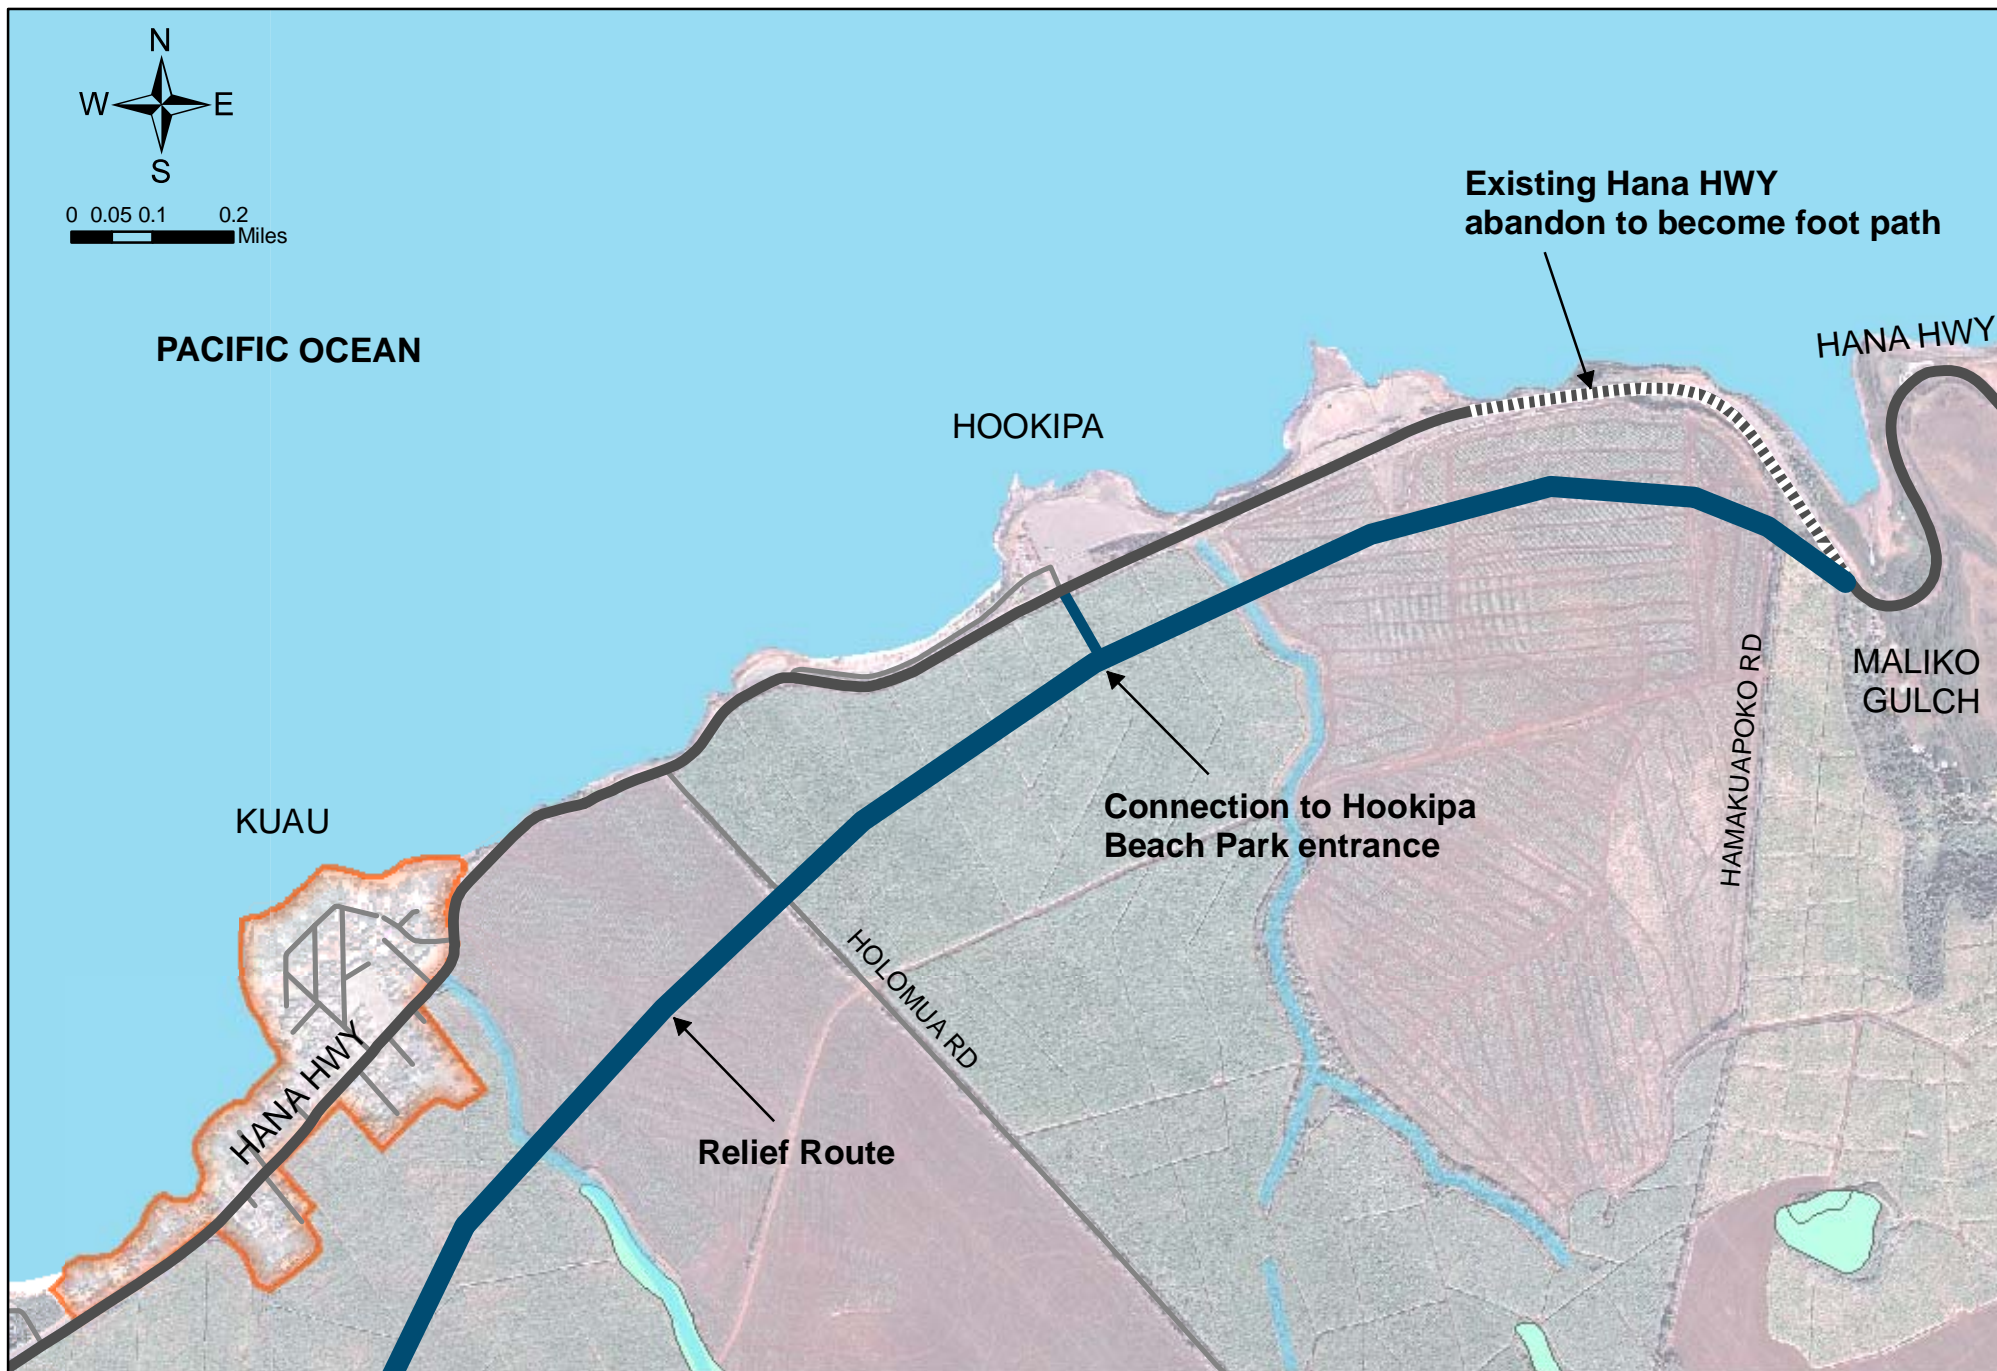 N
W E
S
0 0.05 0.1 0.2
Miles
PACIFIC OCEAN
Existing Hana HWY
abandon to become foot path
HANA HWY
HOOKIPA
MALIKO
GULCH
HAMAKUAPOKO RD
Connection to Hookipa
Beach Park entrance
KUAU
HOLOMUA RD
HANA HWY
Relief Route